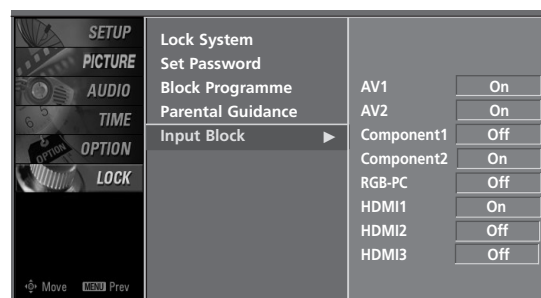 SETUP
PICTURE
AUDIO
TIME
OPTION
LOCK
Move MENU Prev
Lock System
Set Password
Block Programme
Parental Guidance
Input Block ▶
AV1 On
AV2 On
Component1 Off
Component2 On
RGB-PC Off
HDMI1 On
HDMI2 Off
HDMI3 Off